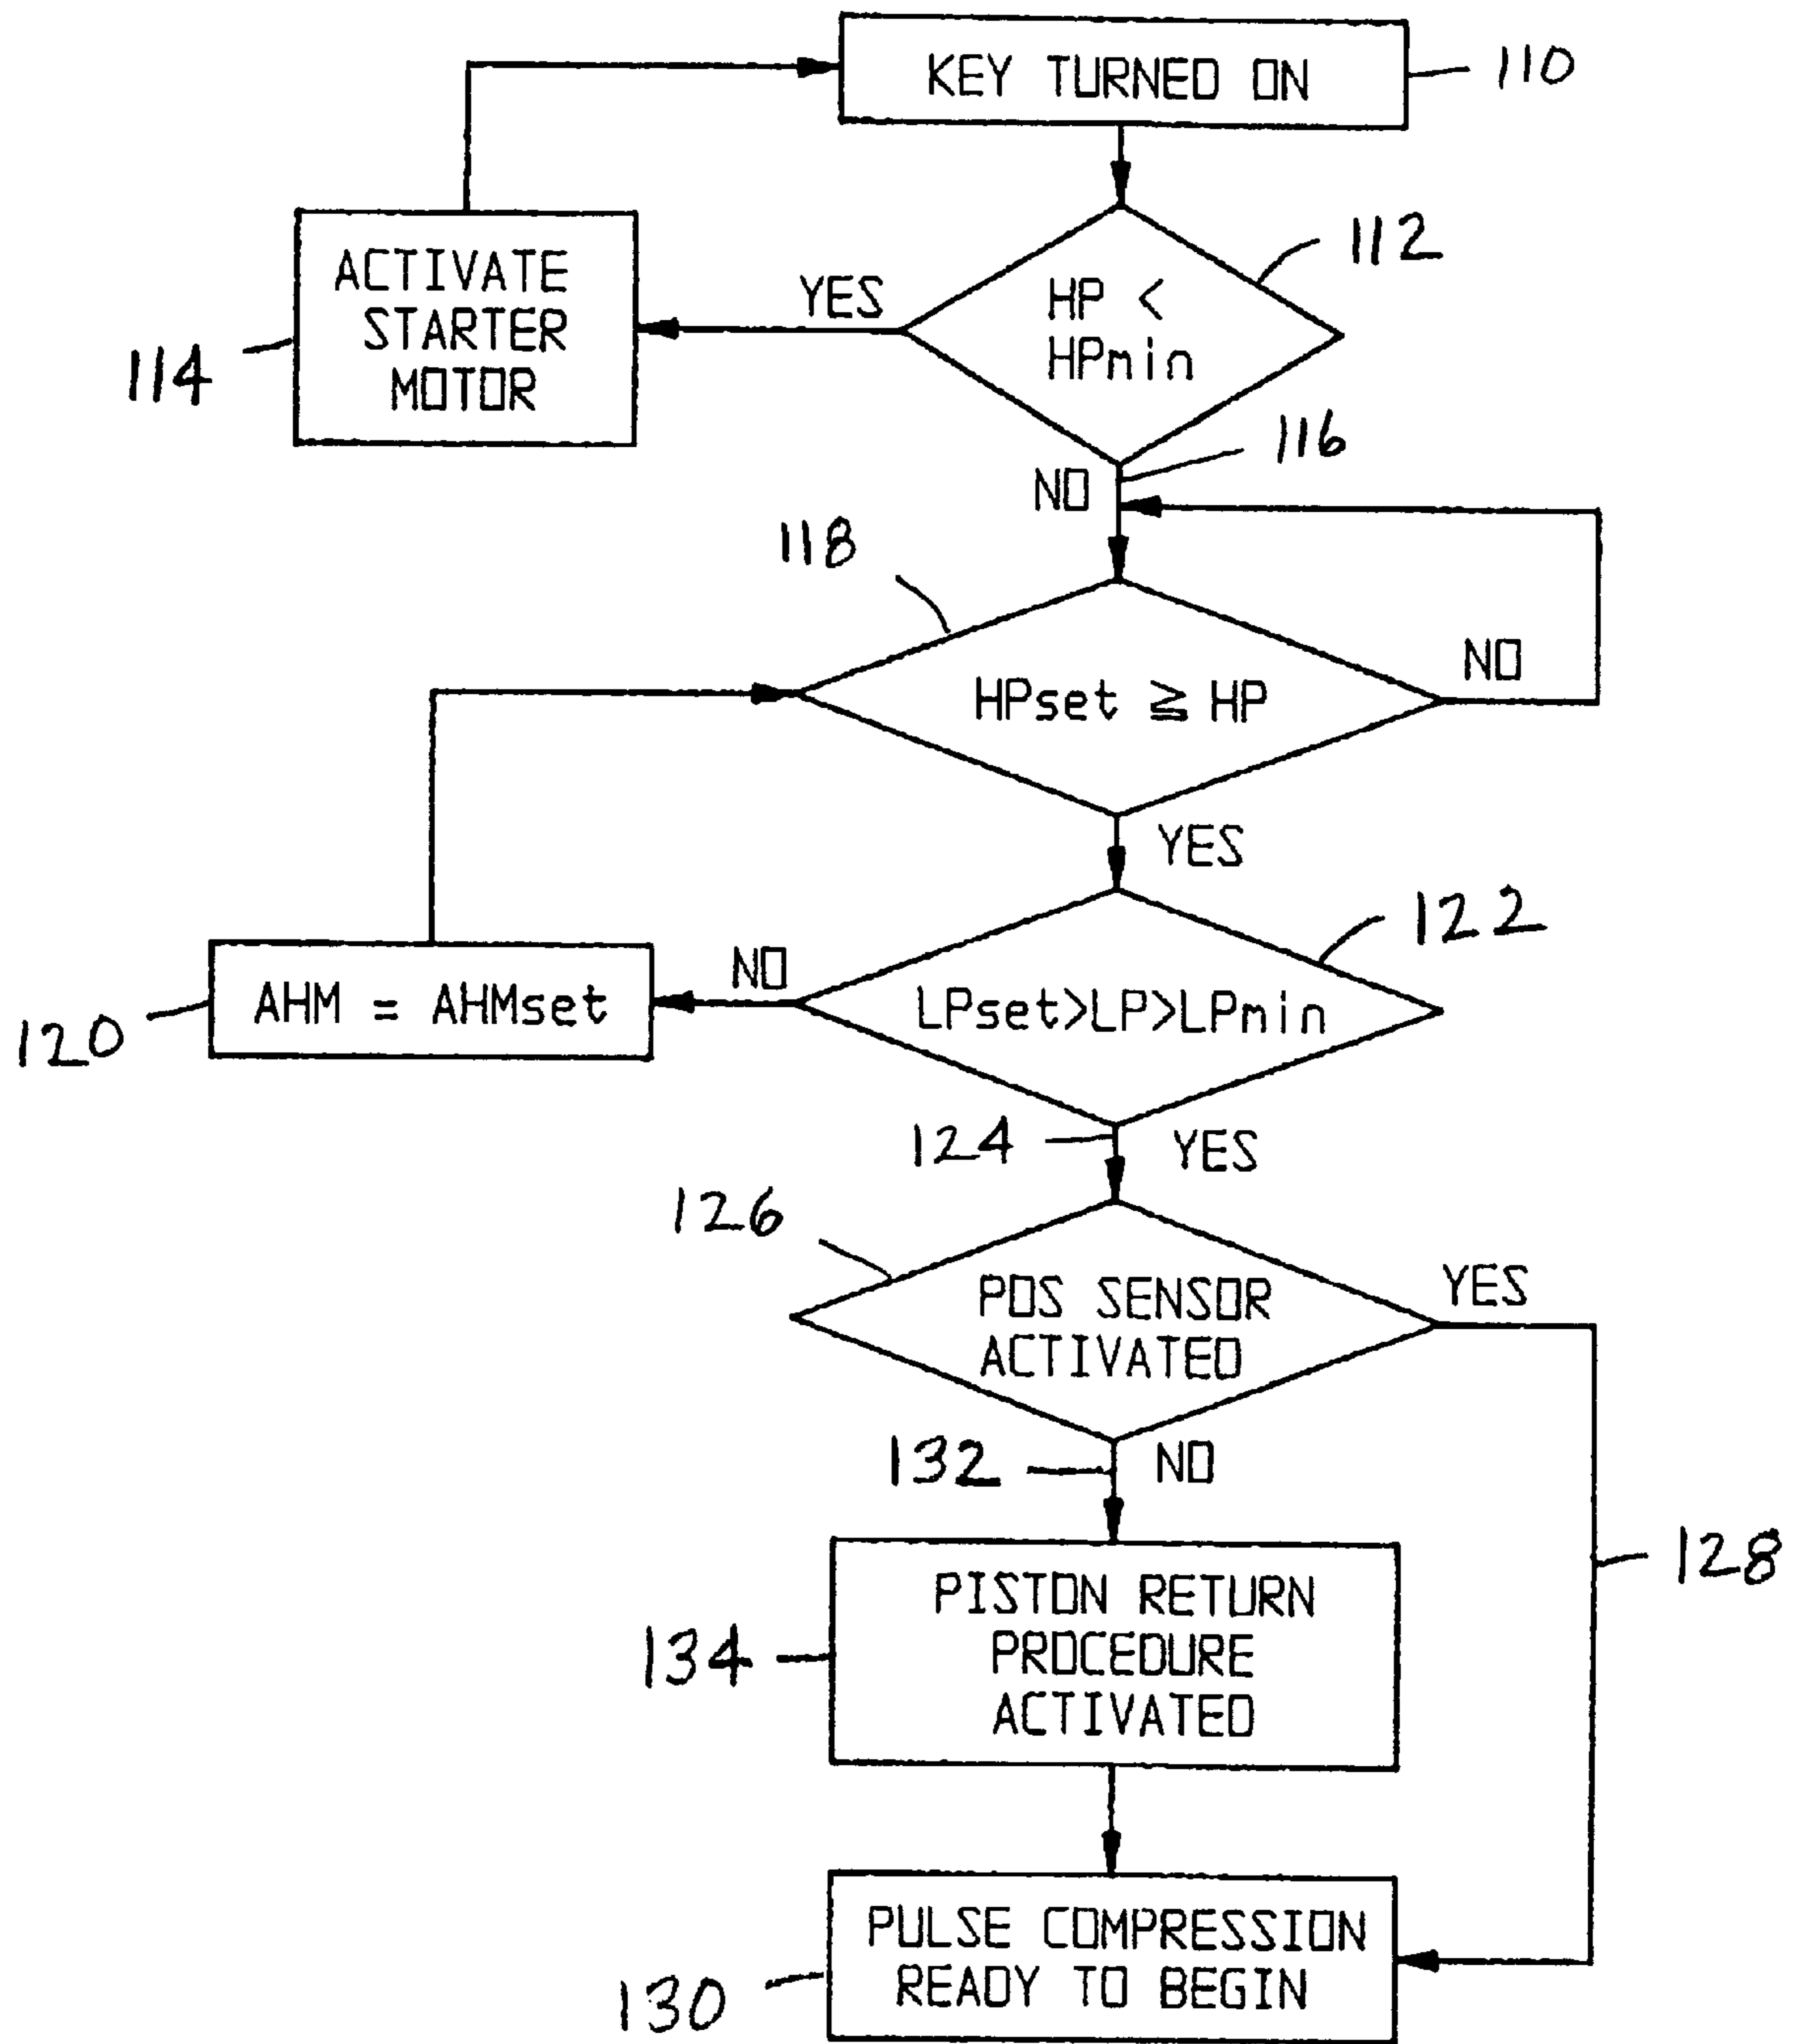 KEY TURNED ON
110
112
HP <
HPmin
YES
ACTIVATE
STARTER
MOTOR
114
116
NO
118
HPset ≧ HP
NO
YES
122
LPset>LP>LPmin
NO
AHM = AHMset
120
124
YES
126
POS SENSOR
ACTIVATED
YES
132
NO
128
PISTON RETURN
PROCEDURE
ACTIVATED
134
PULSE COMPRESSION
READY TO BEGIN
130